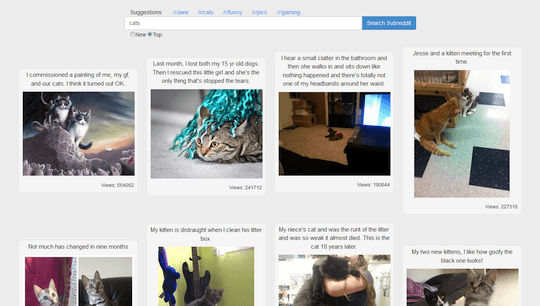 Suggestions: /r/aww /r/cats /r/funny /r/pics /r/gaming
cats
Search Subreddit
New Top
I commissioned a painting of me, my gf,
and our cats. I think it turned out OK.
Views: 564062
Last month, I lost both my 15 yr old dogs.
Then I rescued this little girl and she's the
only thing that's stopped the tears.
Views: 241712
I hear a small clatter in the bathroom and
then she walks in and sits down like
nothing happened and there's totally not
one of my headbands around her waist.
Views: 190644
Jesse and a kitten meeting for the first
time.
Views: 227516
Not much has changed in nine months
My kitten is distraught when I clean his litter
box.
My niece's cat and was the runt of the litter
and was so weak it almost died. This is the
cat 10 years later.
My two new kittens, I like how goofy the
black one looks!